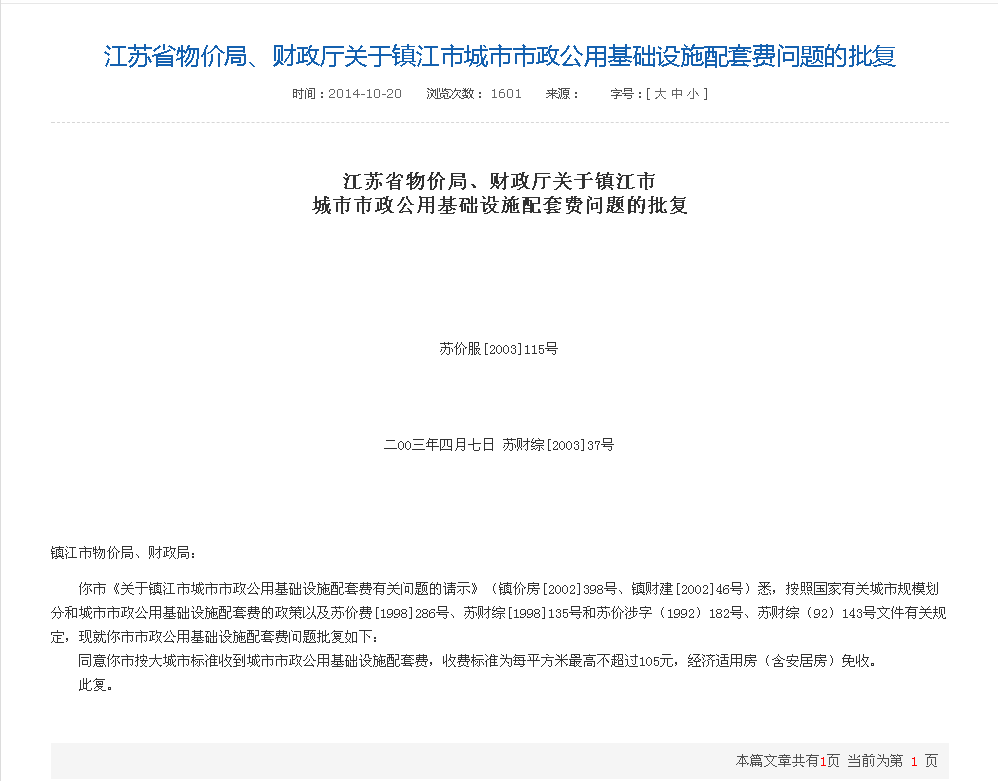 江苏省物价局、财政厅关于镇江市城市市政公用基础设施配套费问题的批复
时间：2014-10-20 浏览次数： 1601 来源： 字号：[ 大 中 小 ]
江苏省物价局、财政厅关于镇江市
城市市政公用基础设施配套费问题的批复
苏价服[2003]115号
二00三年四月七日 苏财综[2003]37号
镇江市物价局、财政局：
你市《关于镇江市城市市政公用基础设施配套费有关问题的请示》（镇价房[2002]398号、镇财建[2002]46号）悉，按照国家有关城市规模划
分和城市市政公用基础设施配套费的政策以及苏价费[1998]286号、苏财综[1998]135号和苏价涉字（1992）182号、苏财综（92）143号文件有关规
定，现就你市市政公用基础设施配套费问题批复如下：
同意你市按大城市标准收到城市市政公用基础设施配套费，收费标准为每平方米最高不超过105元，经济适用房（含安居房）免收。
此复。
本篇文章共有1页 当前为第 1 页